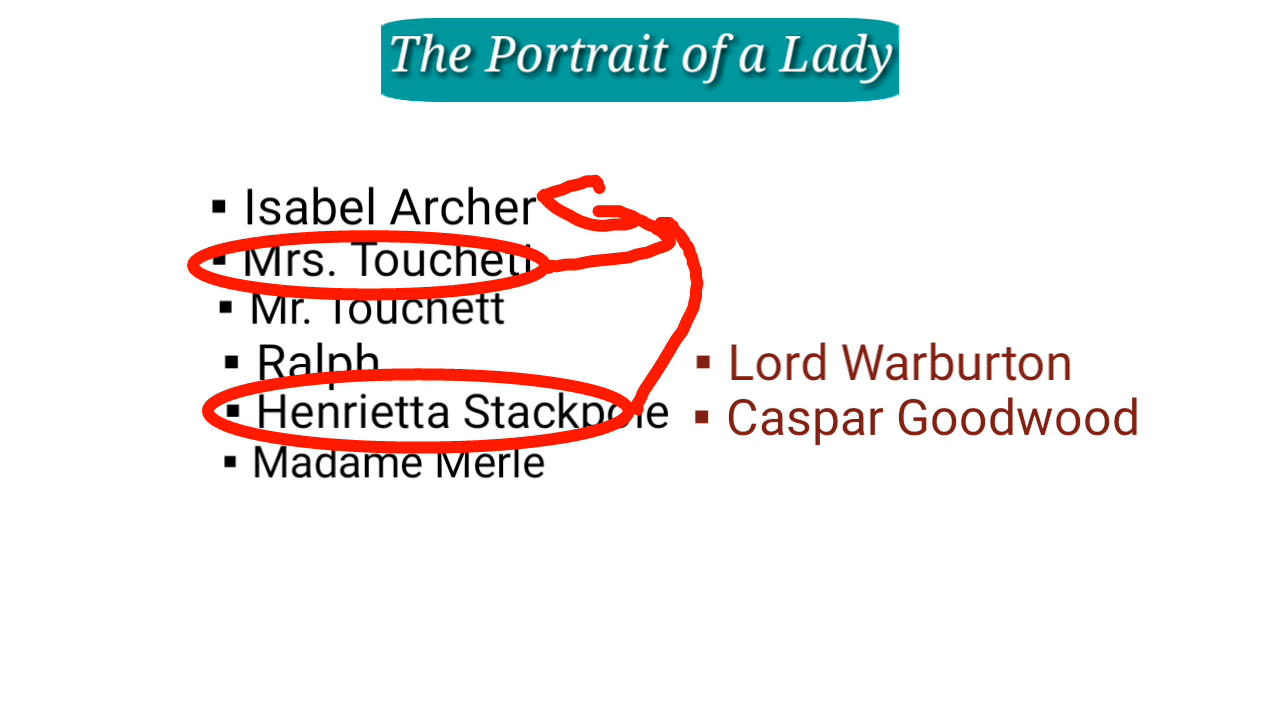 The Portrait of a Lady
▪ Isabel Archer
▪ Mrs. Touchett
▪ Mr. Touchett
▪ Ralph
▪ Henrietta Stackpole
▪ Madame Merle
▪ Lord Warburton
▪ Caspar Goodwood